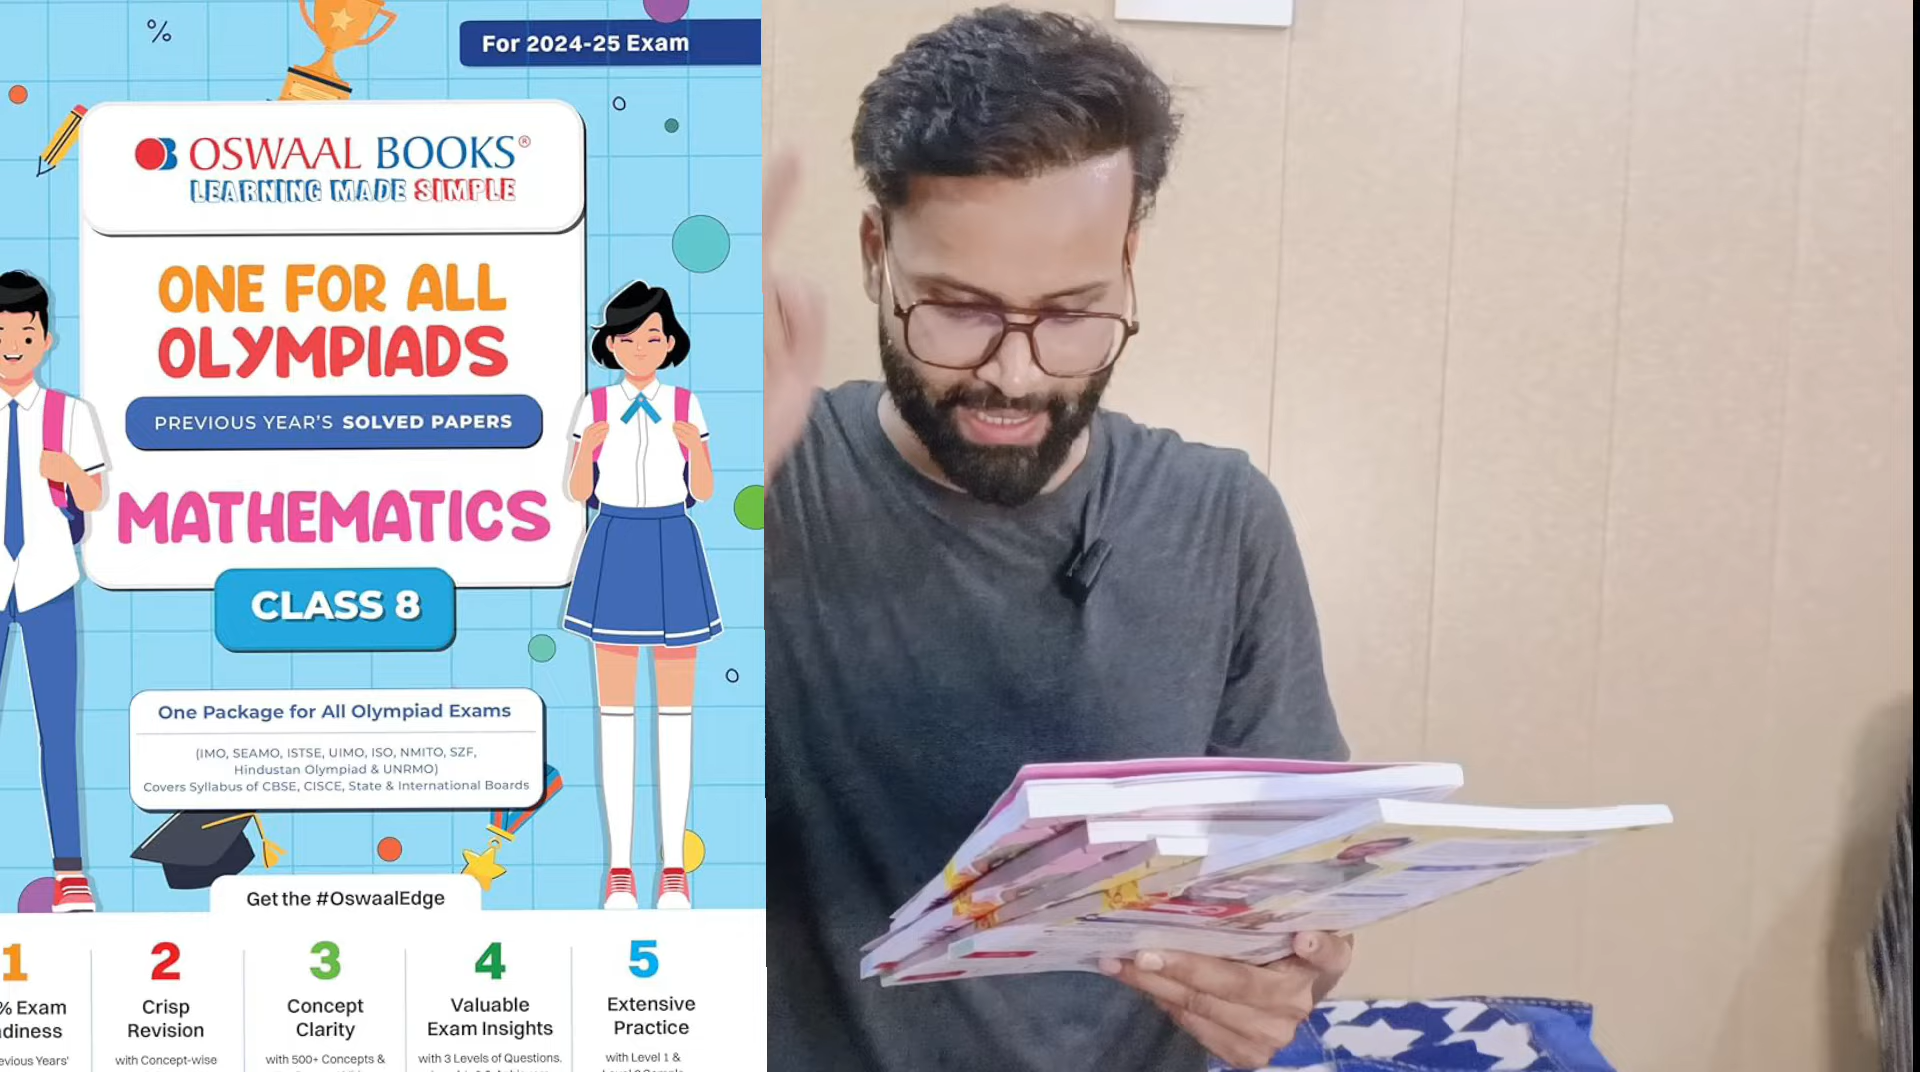 %
For 2024-25 Exam
OSWAAL BOOKS®
LEARNING MADE SIMPLE
ONE FOR ALL
OLYMPIADS
PREVIOUS YEAR'S SOLVED PAPERS
MATHEMATICS
CLASS 8
One Package for All Olympiad Exams
(IMO, SEAMO, ISTSE, UIMO, ISO, NMITO, SZF,
Hindustan Olympiad & UNRMO)
Covers Syllabus of CBSE, CISCE, State & International Boards
Get the #OswaalEdge
1
% Exam
diness
evious Years'
2
Crisp
Revision
with Concept-wise
3
Concept
Clarity
with 500+ Concepts &
4
Valuable
Exam Insights
with 3 Levels of Questions.
5
Extensive
Practice
with Level 1 &